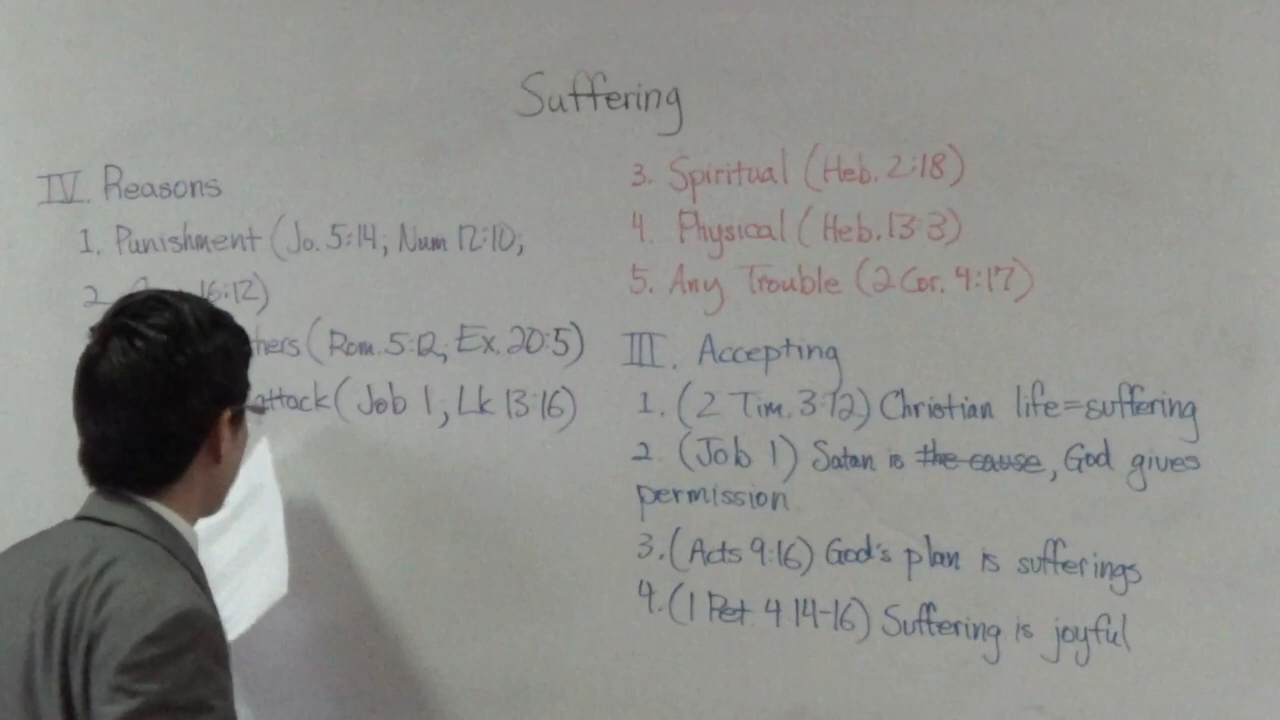 Suffering
IV. Reasons
1. Punishment (Jo. 5:14, Num 12:10,
2. 16:12)
(Rom. 5:12, Ex. 20:5)
attack (Job 1, Lk 13:16)
3. Spiritual (Heb. 2:18)
4. Physical (Heb. 13:3)
5. Any Trouble (2 Cor. 4:17)
III. Accepting
1. (2 Tim. 3:12) Christian life=suffering
2. (Job 1) Satan is the cause, God gives
permission
3. (Acts 9:16) God's plan is sufferings
4. (1 Pet. 4:14-16) Suffering is joyful